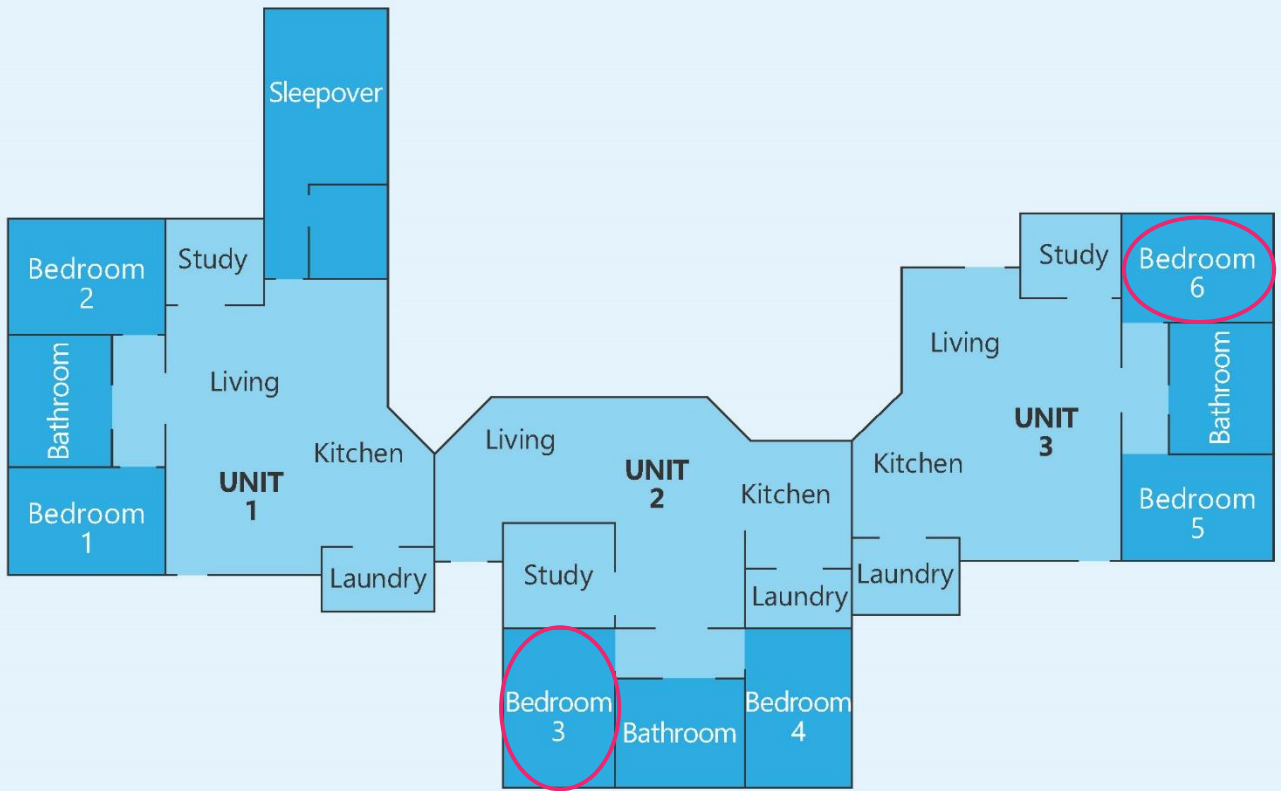 Sleepover
Bedroom
2
Study
Bathroom
Living
Kitchen
UNIT
1
Bedroom
1
Laundry
Living
UNIT
2
Kitchen
Study
Laundry
Bedroom
3
Bathroom
Bedroom
4
Study
Bedroom
6
Living
UNIT
3
Bathroom
Kitchen
Bedroom
5
Laundry